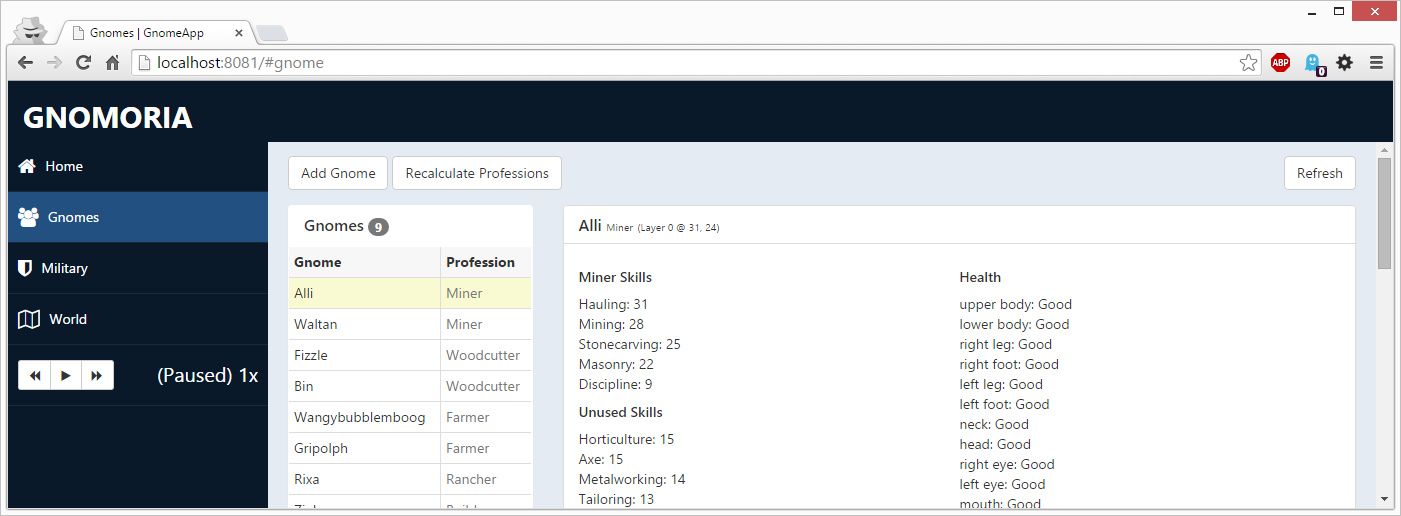 Gnomes | GnomeApp
localhost:8081/#gnome
ABP
0
GNOMORIA
Home
Gnomes
Military
World
(Paused) 1x
Add Gnome
Recalculate Professions
Refresh
Gnomes 9
Gnome Profession
Alli Miner
Waltan Miner
Fizzle Woodcutter
Bin Woodcutter
Wangybubblemboog Farmer
Gripolph Farmer
Rixa Rancher
Alli Miner (Layer 0 @ 31, 24)
Miner Skills
Hauling: 31
Mining: 28
Stonecarving: 25
Masonry: 22
Discipline: 9
Unused Skills
Horticulture: 15
Axe: 15
Metalworking: 14
Tailoring: 13
Health
upper body: Good
lower body: Good
right leg: Good
right foot: Good
left leg: Good
left foot: Good
neck: Good
head: Good
right eye: Good
left eye: Good
mouth: Good